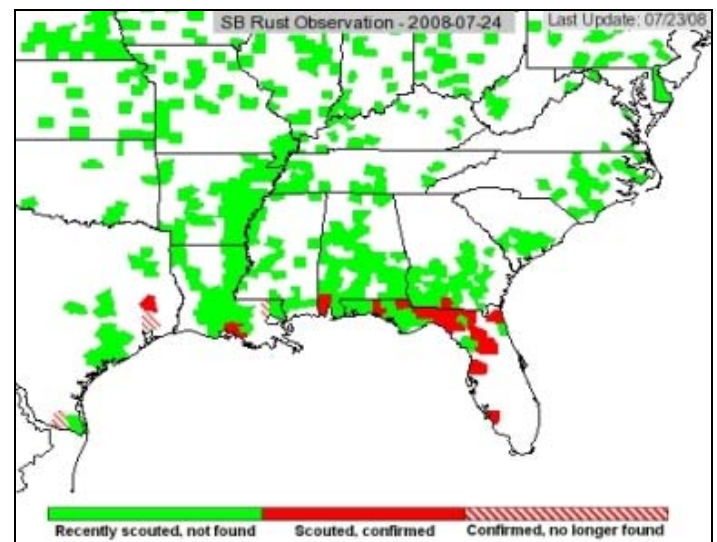 SB Rust Observation - 2008-07-24 Last Update: 07/23/08
Recently scouted, not found Scouted, confirmed Confirmed, no longer found